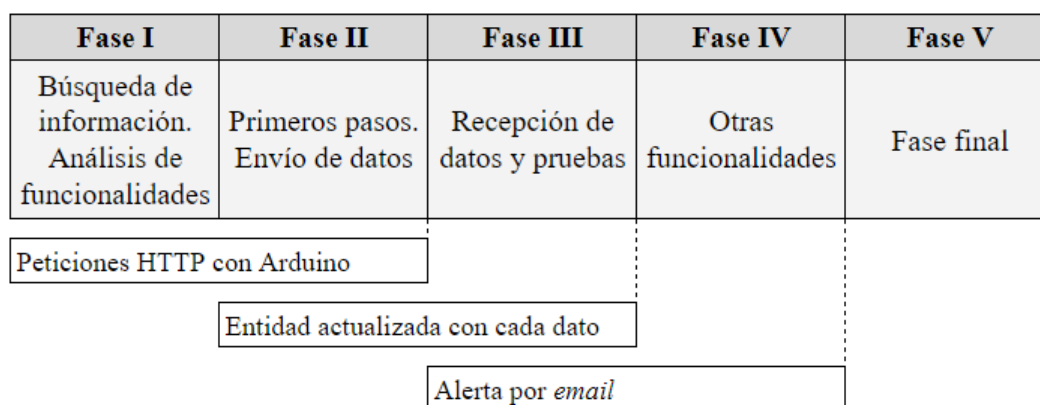 Fase I
Fase II
Fase III
Fase IV
Fase V
Búsqueda de
información.
Análisis de
funcionalidades
Primeros pasos.
Envío de datos
Recepción de
datos y pruebas
Otras
funcionalidades
Fase final
Peticiones HTTP con Arduino
Entidad actualizada con cada dato
Alerta por email